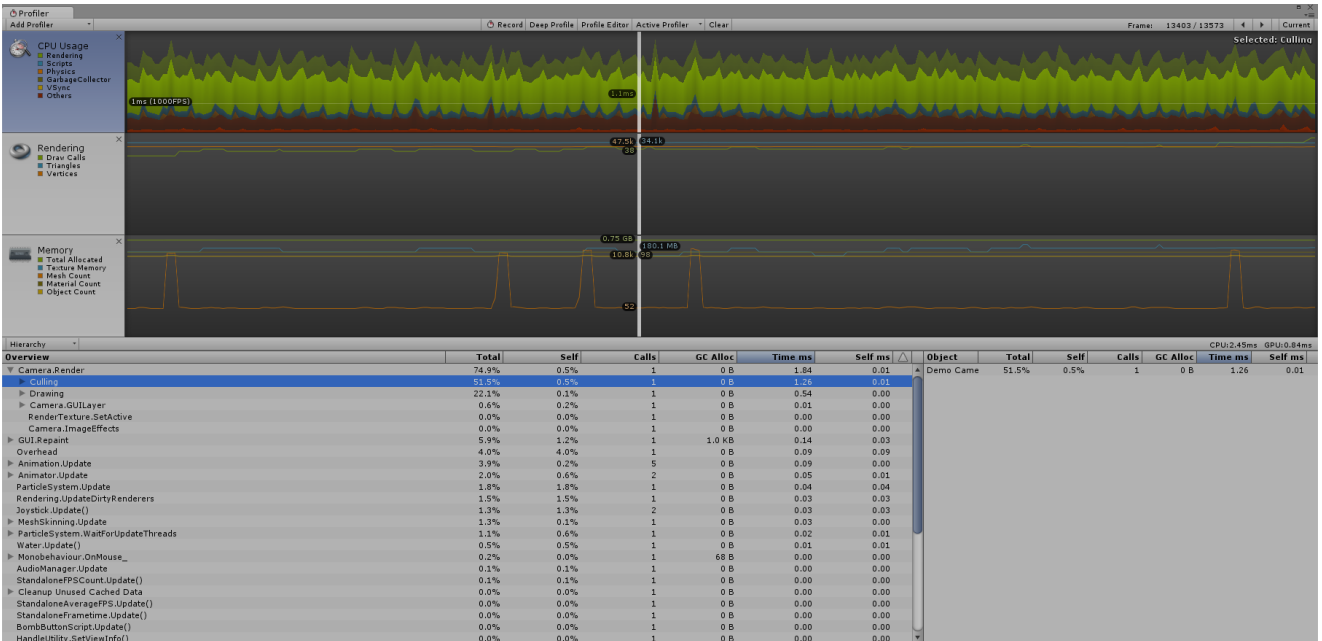 Profiler
Add Profiler Record Deep Profile Profile Editor Active Profiler Clear Frame: 13403 / 13573 Current
CPU Usage
Rendering
Scripts
Physics
GarbageCollector
VSync
Others
Selected: Culling
1ms (1000FPS)
1.1ms
Rendering
Draw Calls
Triangles
Vertices
47.5k 34.1k
38
Memory
Total Allocated
Texture Memory
Mesh Count
Material Count
Object Count
0.75 GB
180.1 MB
10.8k 98
52
Hierarchy CPU:2.45ms GPU:0.84ms
Overview Total Self Calls GC Alloc Time ms Self ms Object Total Self Calls GC Alloc Time ms Self ms
Camera.Render 74.9% 0.5% 1 0 B 1.84 0.01 Demo Came 51.5% 0.5% 1 0 B 1.26 0.01
Culling 51.5% 0.5% 1 0 B 1.26 0.01
Drawing 22.1% 0.1% 1 0 B 0.54 0.00
Camera.GUILayer 0.6% 0.2% 1 0 B 0.01 0.00
RenderTexture.SetActive 0.0% 0.0% 1 0 B 0.00 0.00
Camera.ImageEffects 0.0% 0.0% 1 0 B 0.00 0.00
GUI.Repaint 5.9% 1.2% 1 1.0 KB 0.14 0.03
Overhead 4.0% 4.0% 1 0 B 0.09 0.09
Animation.Update 3.9% 0.2% 5 0 B 0.09 0.00
Animator.Update 2.0% 0.6% 2 0 B 0.05 0.01
ParticleSystem.Update 1.8% 1.8% 1 0 B 0.04 0.04
Rendering.UpdateDirtyRenderers 1.5% 1.5% 1 0 B 0.03 0.03
Joystick.Update() 1.3% 1.3% 2 0 B 0.03 0.03
MeshSkinning.Update 1.3% 0.1% 1 0 B 0.03 0.00
ParticleSystem.WaitForUpdateThreads 1.1% 0.6% 1 0 B 0.02 0.01
Water.Update() 0.5% 0.5% 1 0 B 0.01 0.01
Monobehaviour.OnMouse_ 0.2% 0.0% 1 68 B 0.00 0.00
AudioManager.Update 0.1% 0.1% 1 0 B 0.00 0.00
StandaloneFPSCount.Update() 0.1% 0.1% 1 0 B 0.00 0.00
Cleanup Unused Cached Data 0.0% 0.0% 1 0 B 0.00 0.00
StandaloneAverageFPS.Update() 0.0% 0.0% 1 0 B 0.00 0.00
StandaloneFrametime.Update() 0.0% 0.0% 1 0 B 0.00 0.00
BombButtonScript.Update() 0.0% 0.0% 1 0 B 0.00 0.00
HandleUtility.SetViewInfo() 0.0% 0.0% 1 0 B 0.00 0.00